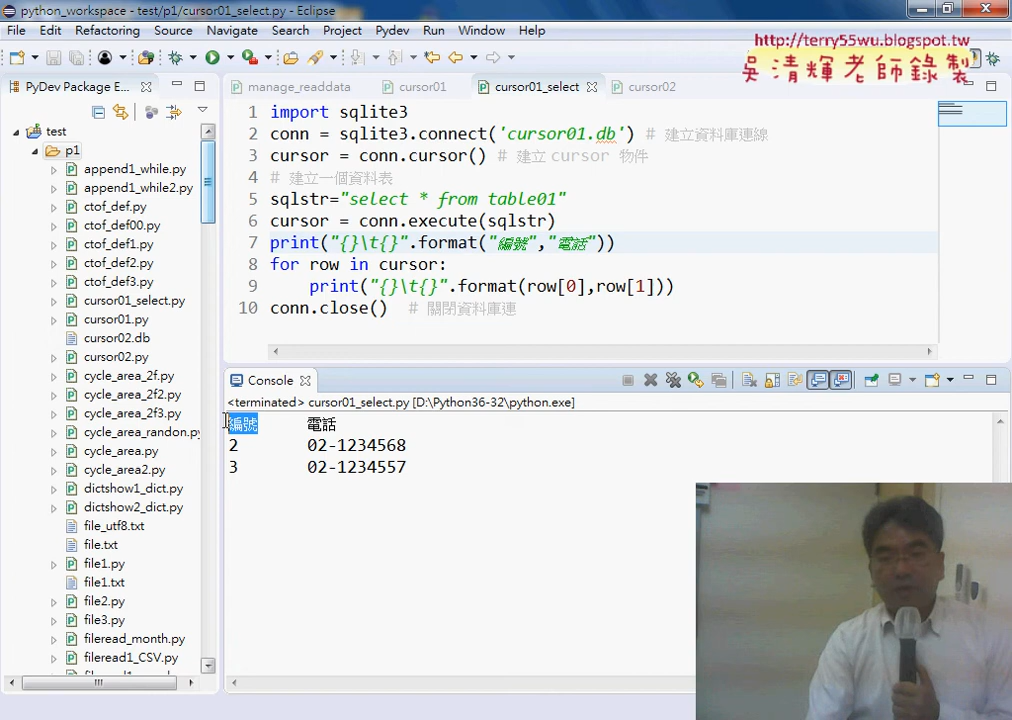 python_workspace - test/p1/cursor01_select.py - Eclipse
File Edit Refactoring Source Navigate Search Project Pydev Run Window Help
http://terry55wu.blogspot.tw
吳清輝老師錄製
PyDev Package E...
manage_readdata
cursor01
cursor01_select
cursor02
test
p1
append1_while.py
append1_while2.py
ctof_def.py
ctof_def00.py
ctof_def1.py
ctof_def2.py
ctof_def3.py
cursor01_select.py
cursor01.py
cursor02.db
cursor02.py
cycle_area_2f.py
cycle_area_2f2.py
cycle_area_2f3.py
cycle_area_randon.py
cycle_area.py
cycle_area2.py
dictshow1_dict.py
dictshow2_dict.py
file_utf8.txt
file.txt
file1.py
file1.txt
file2.py
file3.py
fileread_month.py
fileread1_CSV.py
1 import sqlite3
2 conn = sqlite3.connect('cursor01.db') # 建立資料庫連線
3 cursor = conn.cursor() # 建立 cursor 物件
4 # 建立一個資料表
5 sqlstr="select * from table01"
6 cursor = conn.execute(sqlstr)
7 print("{}\t{}".format("編號","電話"))
8 for row in cursor:
9 print("{}\t{}".format(row[0],row[1]))
10 conn.close() # 關閉資料庫連
Console
<terminated> cursor01_select.py [D:\Python36-32\python.exe]
編號 電話
2 02-1234568
3 02-1234557